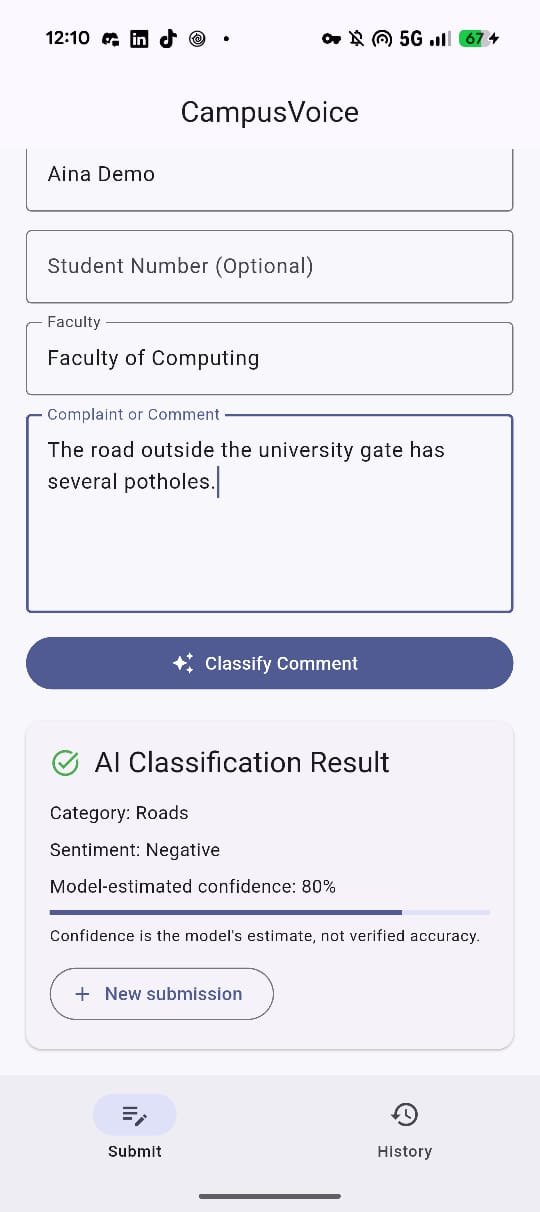 12:10
5G
67
CampusVoice
Aina Demo
Student Number (Optional)
Faculty
Faculty of Computing
Complaint or Comment
The road outside the university gate has
several potholes.
Classify Comment
AI Classification Result
Category: Roads
Sentiment: Negative
Model-estimated confidence: 80%
Confidence is the model's estimate, not verified accuracy.
+ New submission
Submit
History